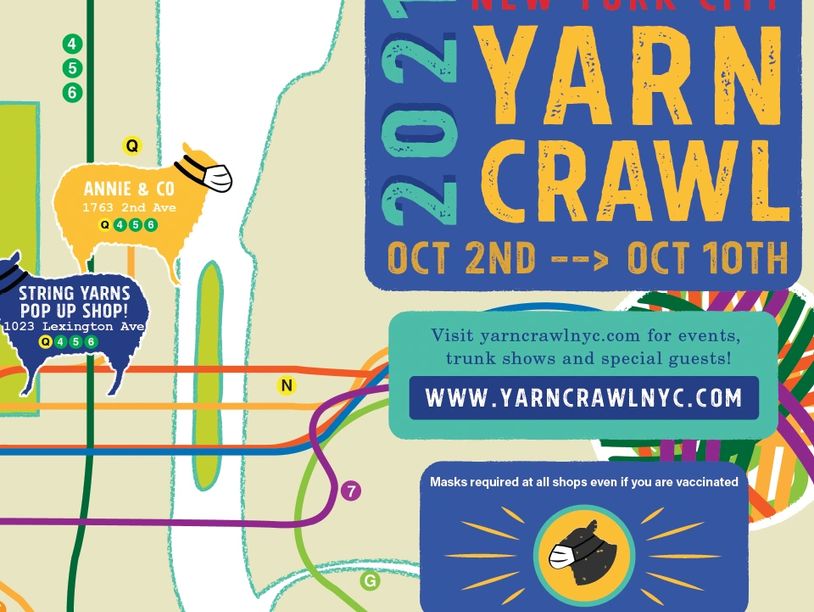 NEW YORK CITY
2021
YARN
CRAWL
OCT 2ND --> OCT 10TH
4
5
6
Q
ANNIE & CO
1763 2nd Ave
Q 4 5 6
STRING YARNS
POP UP SHOP!
1023 Lexington Ave
Q 4 5 6
N
Visit yarncrawlnyc.com for events,
trunk shows and special guests!
WWW.YARNCRAWLNYC.COM
7
Masks required at all shops even if you are vaccinated
G